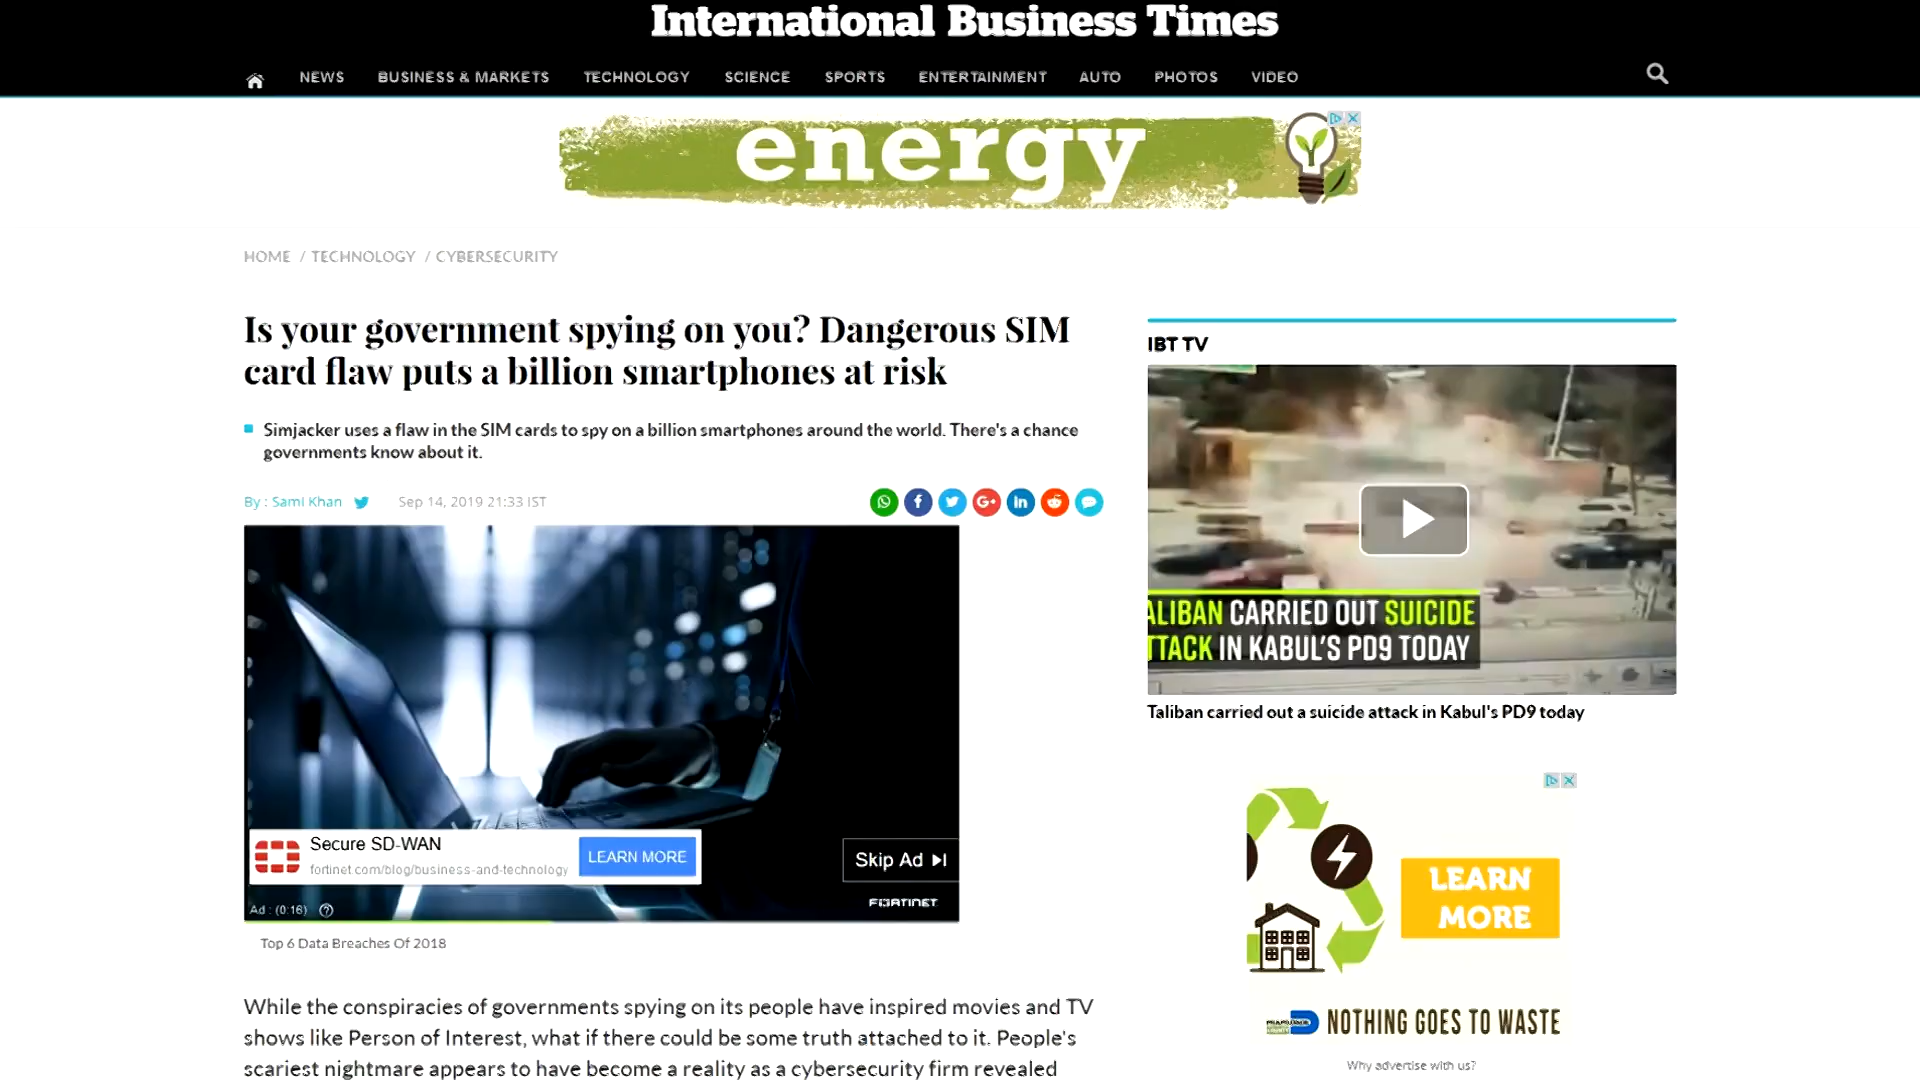 International Business Times
NEWS BUSINESS & MARKETS TECHNOLOGY SCIENCE SPORTS ENTERTAINMENT AUTO PHOTOS VIDEO
energy
HOME / TECHNOLOGY / CYBERSECURITY
Is your government spying on you? Dangerous SIM
card flaw puts a billion smartphones at risk
Simjacker uses a flaw in the SIM cards to spy on a billion smartphones around the world. There's a chance
governments know about it.
By : Sami Khan Sep 14, 2019 21:33 IST
Secure SD-WAN
fortinet.com/blog/business-and-technology
LEARN MORE
Skip Ad
FORTINET
Ad : (0:16)
Top 6 Data Breaches Of 2018
While the conspiracies of governments spying on its people have inspired movies and TV
shows like Person of Interest, what if there could be some truth attached to it. People's
scariest nightmare appears to have become a reality as a cybersecurity firm revealed
IBT TV
ALIBAN CARRIED OUT SUICIDE
TTACK IN KABUL'S PD9 TODAY
Taliban carried out a suicide attack in Kabul's PD9 today
LEARN
MORE
NOTHING GOES TO WASTE
Why advertise with us?